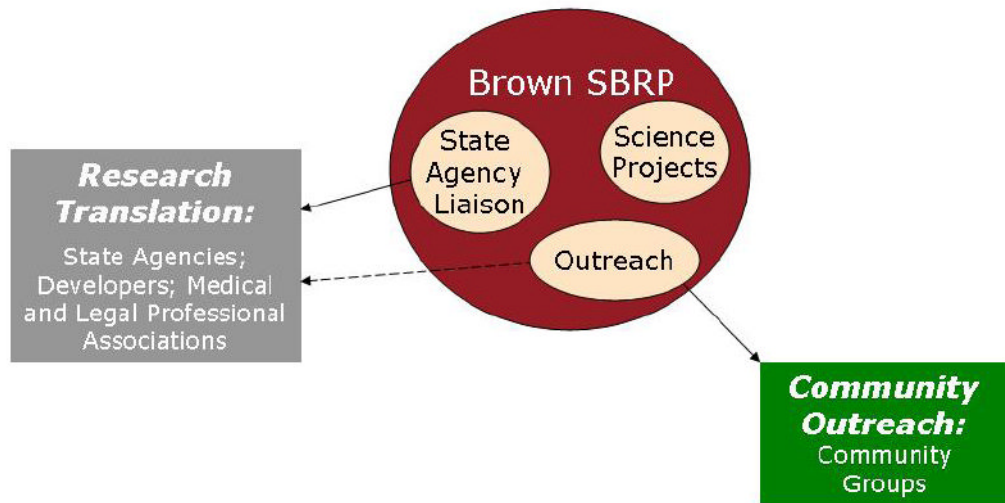 Brown SBRP
State
Agency
Liaison
Science
Projects
Outreach
Research
Translation:
State Agencies;
Developers; Medical
and Legal Professional
Associations
Community
Outreach:
Community
Groups